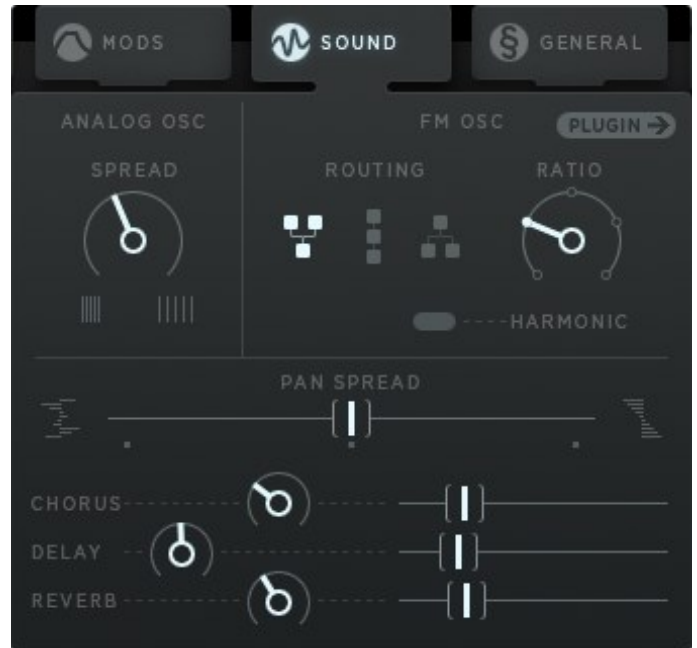 MODS
SOUND
§ GENERAL
ANALOG OSC
FM OSC
PLUGIN →
SPREAD
ROUTING
RATIO
HARMONIC
PAN SPREAD
CHORUS
DELAY
REVERB